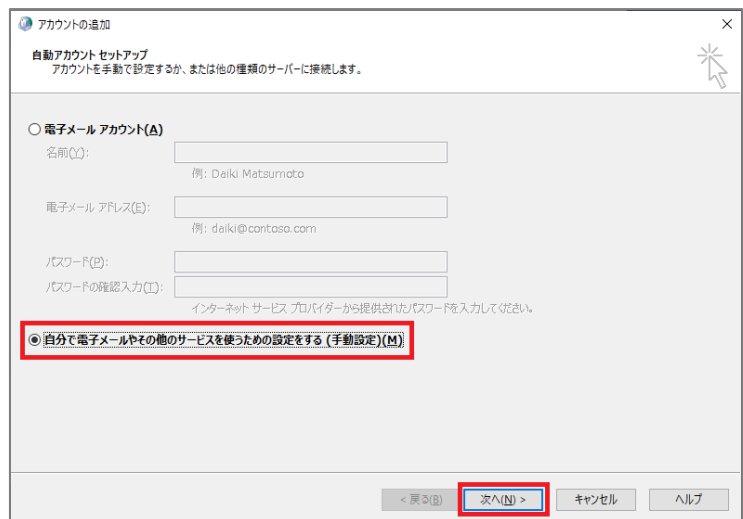 アカウントの追加
自動アカウント セットアップ
アカウントを手動で設定するか、または他の種類のサーバーに接続します。
電子メール アカウント(A)
名前(Y):
例: Daiki Matsumoto
電子メール アドレス(E):
例: daiki@contoso.com
パスワード(P):
パスワードの確認入力(T):
インターネット サービス プロバイダーから提供されたパスワードを入力してください。
自分で電子メールやその他のサービスを使うための設定をする (手動設定)(M)
< 戻る(B) 次へ(N) > キャンセル ヘルプ